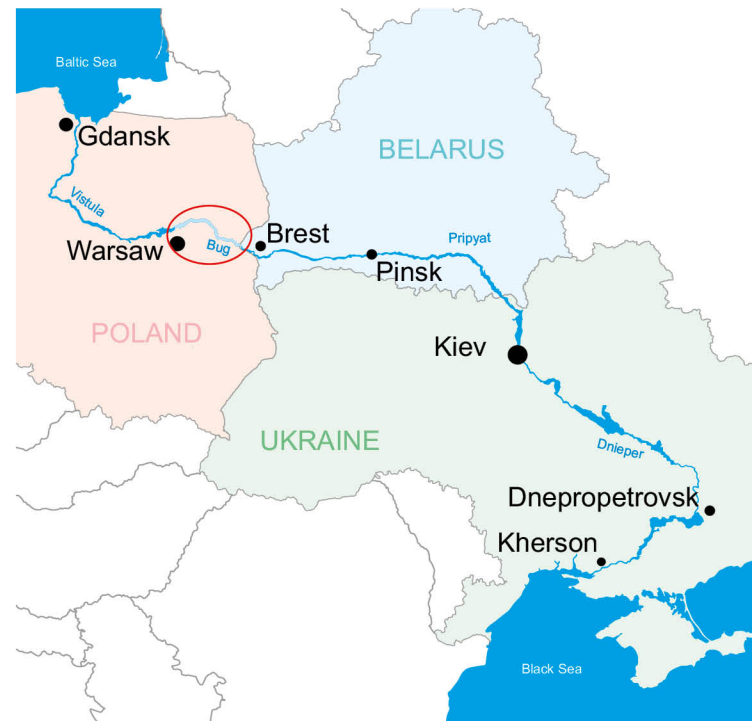 Baltic Sea
Gdansk
BELARUS
Vistula
Brest
Pripyat
Warsaw
Bug
Pinsk
POLAND
Kiev
UKRAINE
Dnieper
Dnepropetrovsk
Kherson
Black Sea